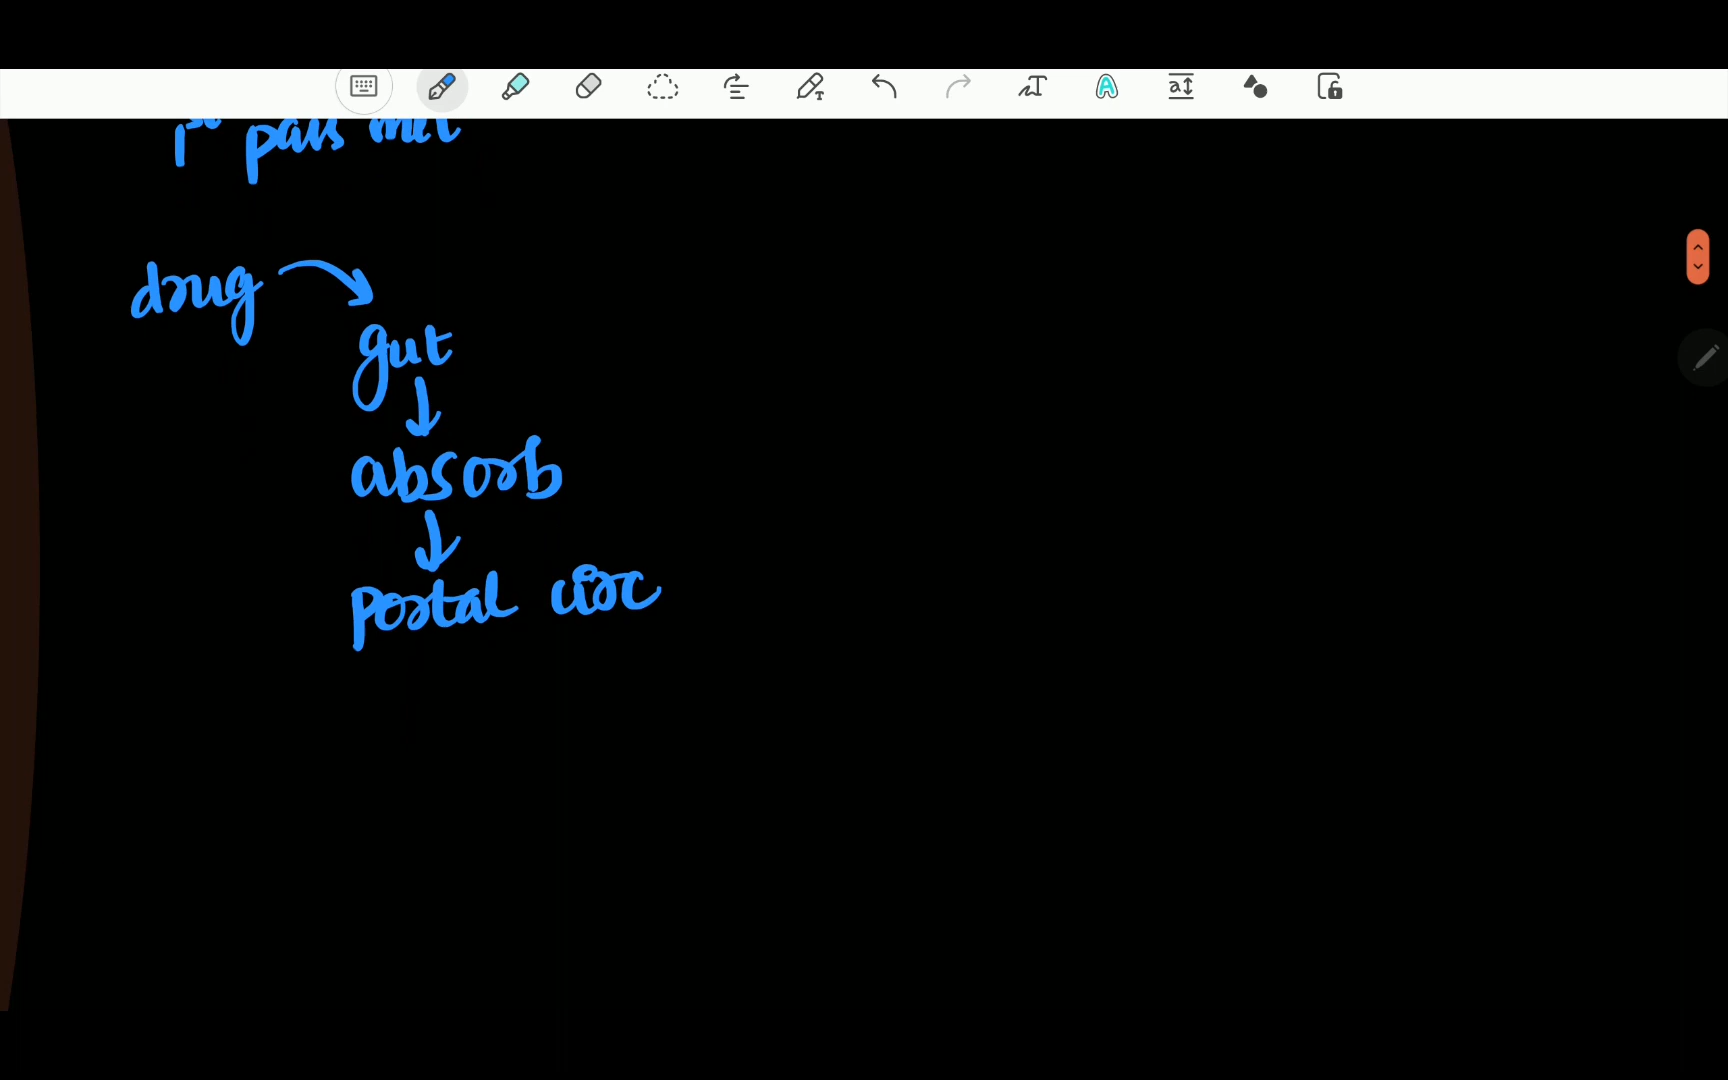 1st pass met
drug
gut
absorb
portal circ